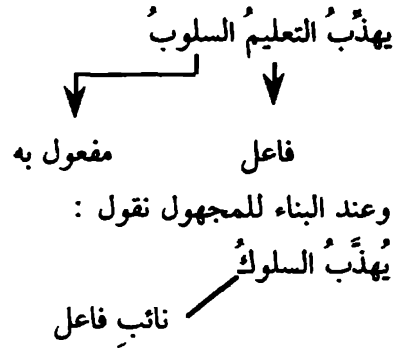 يهذِّبُ التعليمُ السلوبُ
فاعل
مفعول به
وعند البناء للمجهول نقول :
يُهذَّبُ السلوكُ
نائب فاعل